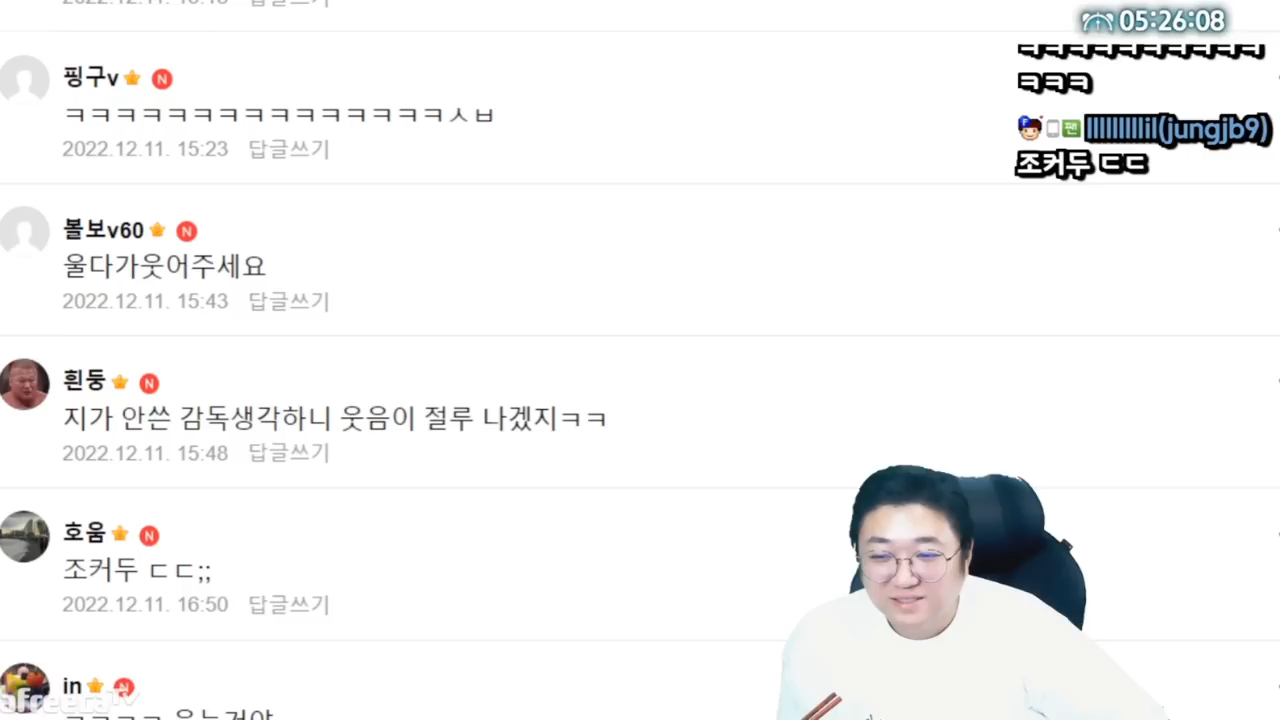 05:26:08
핑구v N
ㅋㅋㅋㅋㅋㅋㅋㅋㅋㅋㅋㅋㅋㅋㅋㅅㅂ
2022.12.11. 15:23 답글쓰기
ㅋㅋㅋ
(jungjb9)
조커두 ㄷㄷ
볼보v60 N
울다가웃어주세요
2022.12.11. 15:43 답글쓰기
흰둥 N
지가 안쓴 감독생각하니 웃음이 절루 나겠지ㅋㅋ
2022.12.11. 15:48 답글쓰기
호움 N
조커두 ㄷㄷ;;
2022.12.11. 16:50 답글쓰기
in N
afreecaTV